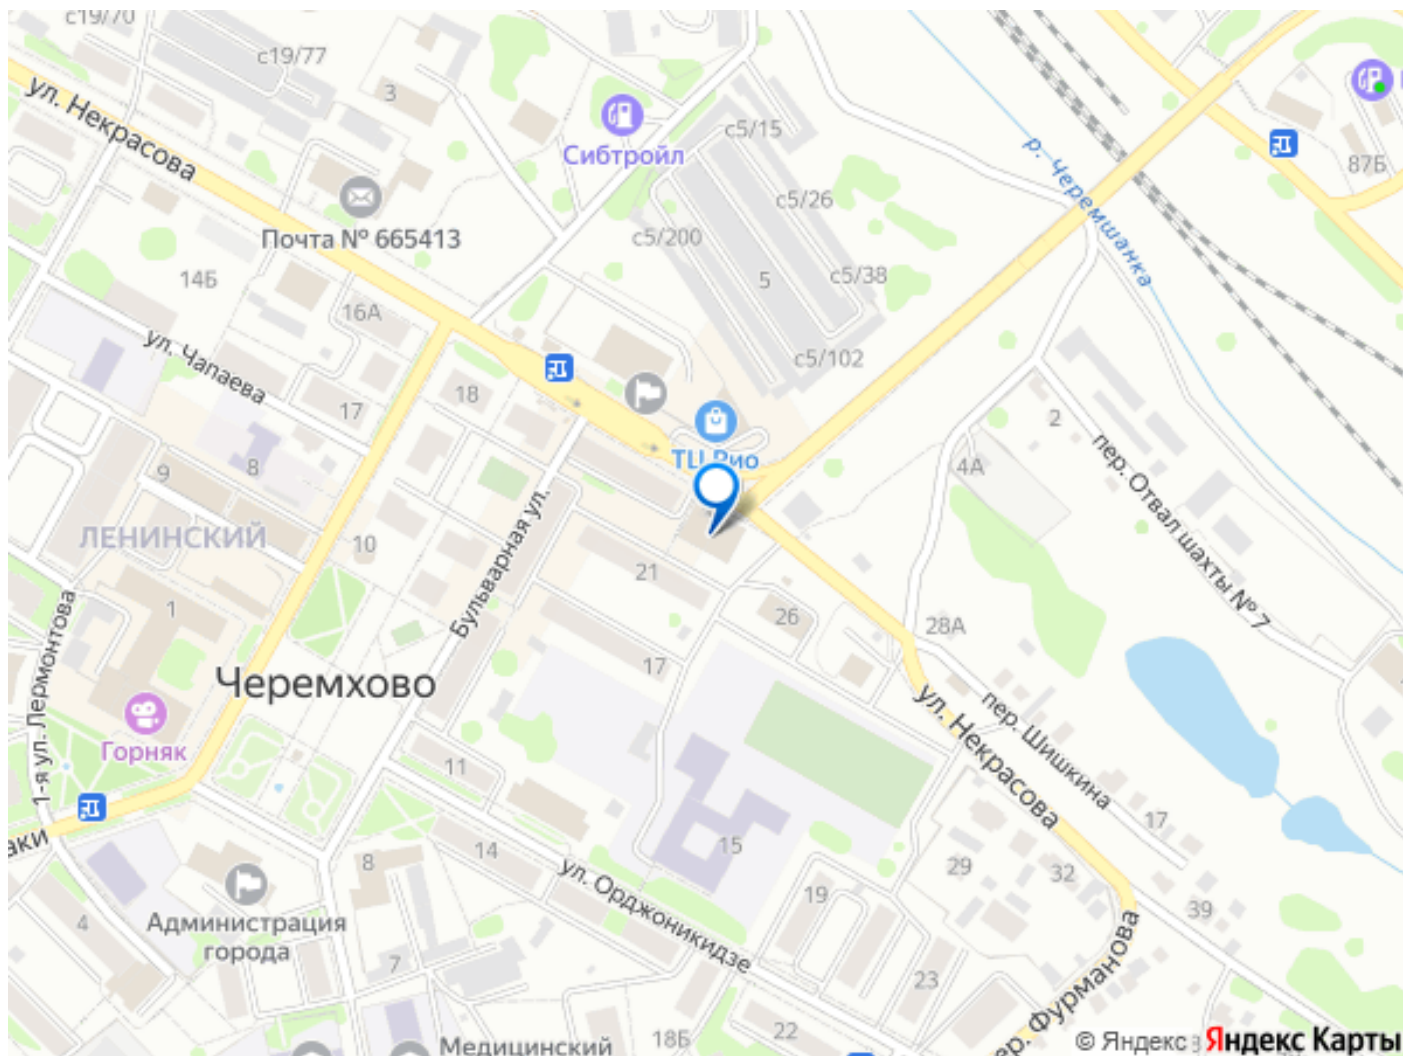 с19/70
с19/77
3
ул. Некрасова
Сибтройл
с5/15
с5/26
с5/200
с5/38
5
с5/102
р. Черемшанка
87Б
Почта № 665413
14Б
16А
ул. Чапаева
17
18
ТЦ Рио
2
4А
пер. Отвал шахты № 7
9
8
ЛЕНИНСКИЙ
10
Бульварная ул.
21
26
28А
1
17
1-я ул. Лермонтова
Черемхово
Горняк
ул. Некрасова
пер. Шишкина
11
17
аки
8
14
15
29
32
ул. Орджоникидзе
19
39
4
Администрация
города
7
23
18Б
22
ер. Фурманова
Медицинский
© Яндекс
Яндекс Карты